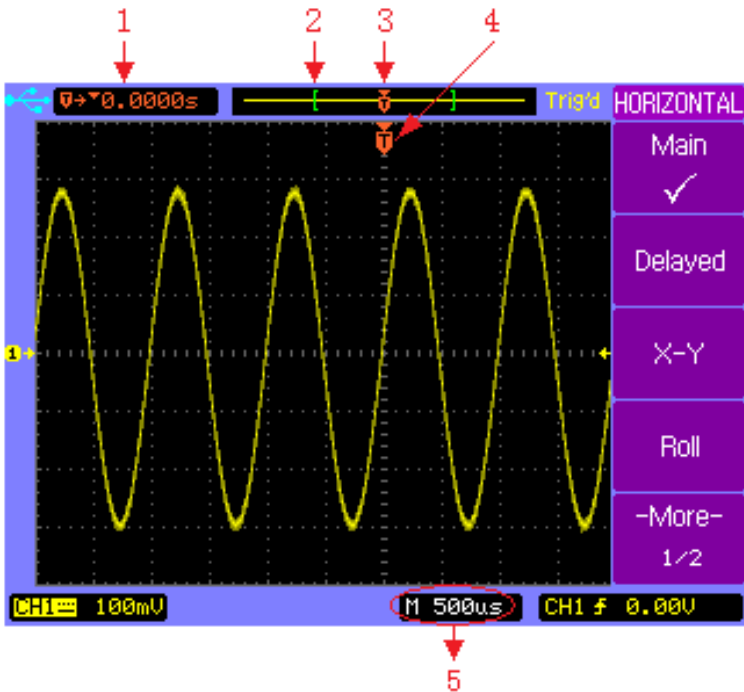 1 2 3 4
T→▼0.0000s T Trig'd HORIZONTAL
T
Main
✓
Delayed
1 X-Y
Roll
-More-
1/2
CH1 100mV M 500us CH1 0.00V
5